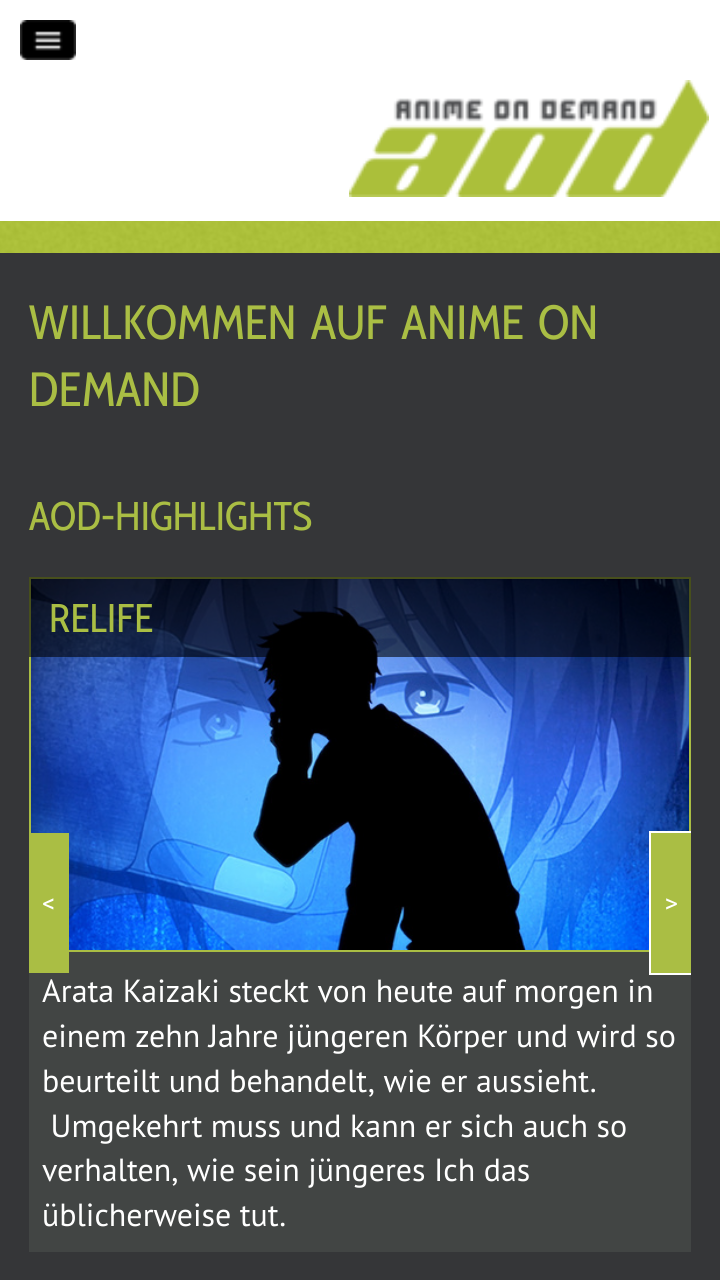 ANIME ON DEMAND
aod
WILLKOMMEN AUF ANIME ON
DEMAND
AOD-HIGHLIGHTS
RELIFE
<
>
Arata Kaizaki steckt von heute auf morgen in
einem zehn Jahre jüngeren Körper und wird so
beurteilt und behandelt, wie er aussieht.
Umgekehrt muss und kann er sich auch so
verhalten, wie sein jüngeres Ich das
üblicherweise tut.